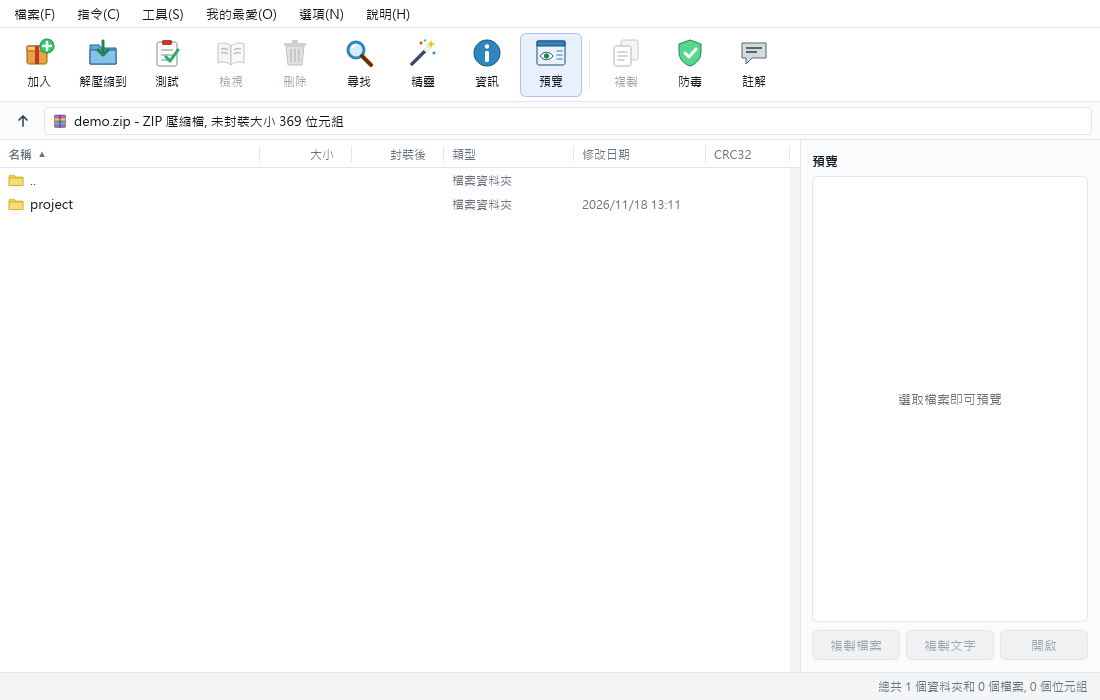 檔案(F) 指令(C) 工具(S) 我的最愛(O) 選項(N) 說明(H)
加入 解壓縮到 測試 檢視 刪除 尋找 精靈 資訊 預覽 複製 防毒 註解
demo.zip - ZIP 壓縮檔, 未封裝大小 369 位元組
名稱 ▲ 大小 封裝後 類型 修改日期 CRC32
.. 檔案資料夾
project 檔案資料夾 2026/11/18 13:11
預覽
選取檔案即可預覽
複製檔案 複製文字 開啟
總共 1 個資料夾和 0 個檔案, 0 個位元組